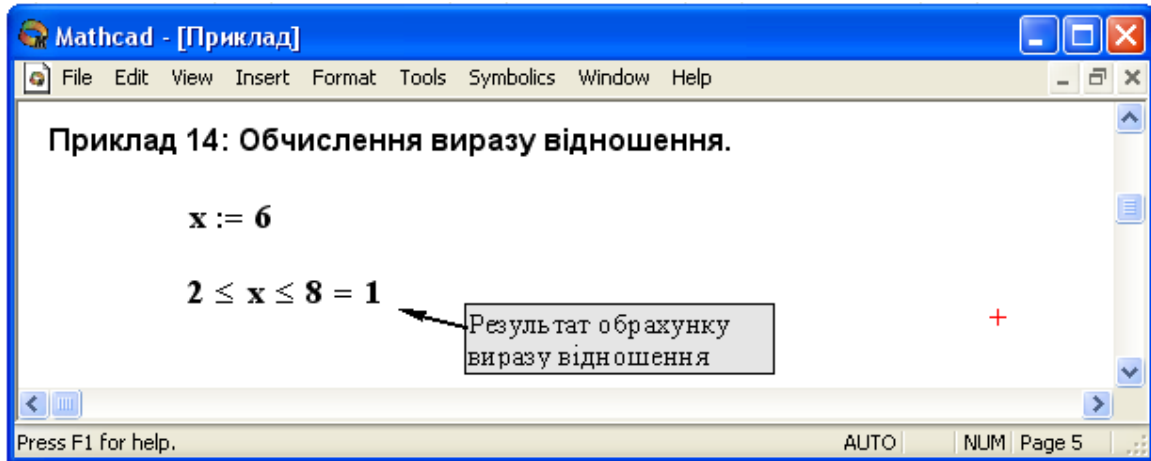 Mathcad - [Приклад]
File Edit View Insert Format Tools Symbolics Window Help
Приклад 14: Обчислення виразу відношення.
x := 6
2 ≤ x ≤ 8 = 1
Результат обрахунку
виразу відношення
Press F1 for help. AUTO NUM Page 5